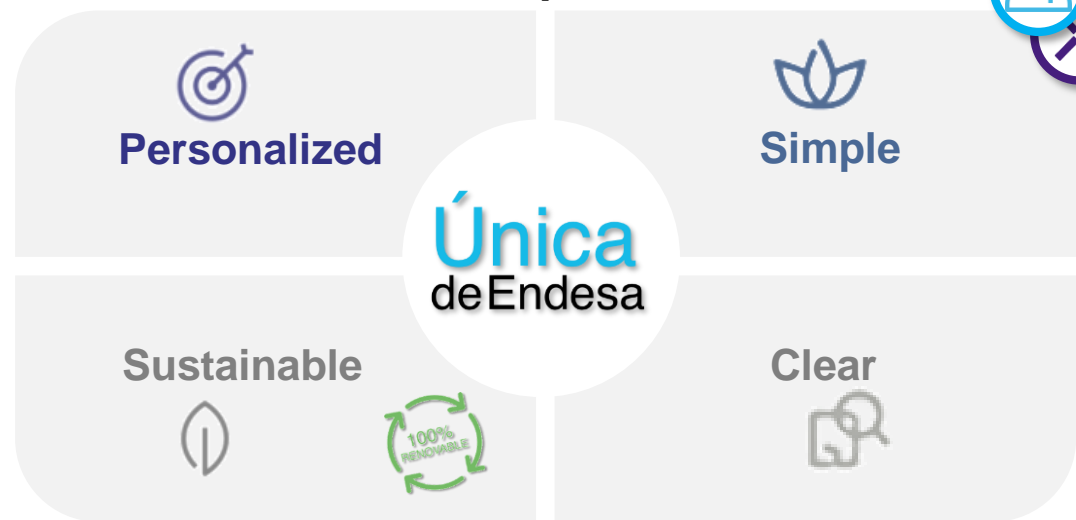 Personalized
Simple
Única
de Endesa
Sustainable
Clear
100%
RENOVABLE